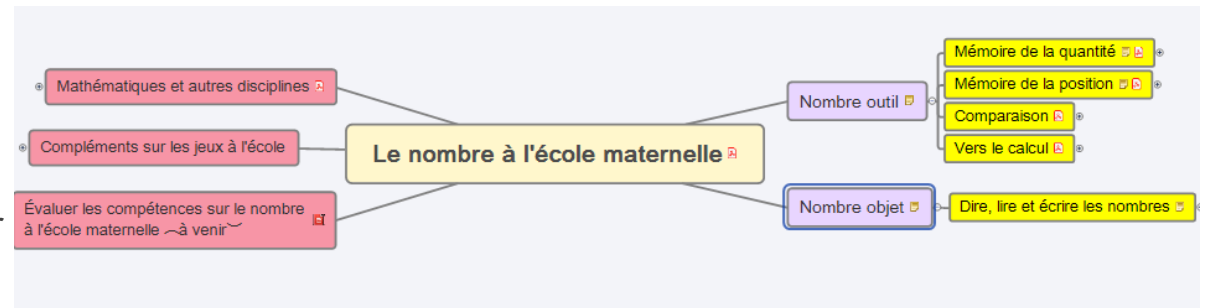 Mathématiques et autres disciplines
Compléments sur les jeux à l'école
Évaluer les compétences sur le nombre
à l'école maternelle (à venir)
Le nombre à l'école maternelle
Nombre outil
Mémoire de la quantité
Mémoire de la position
Comparaison
Vers le calcul
Nombre objet
Dire, lire et écrire les nombres